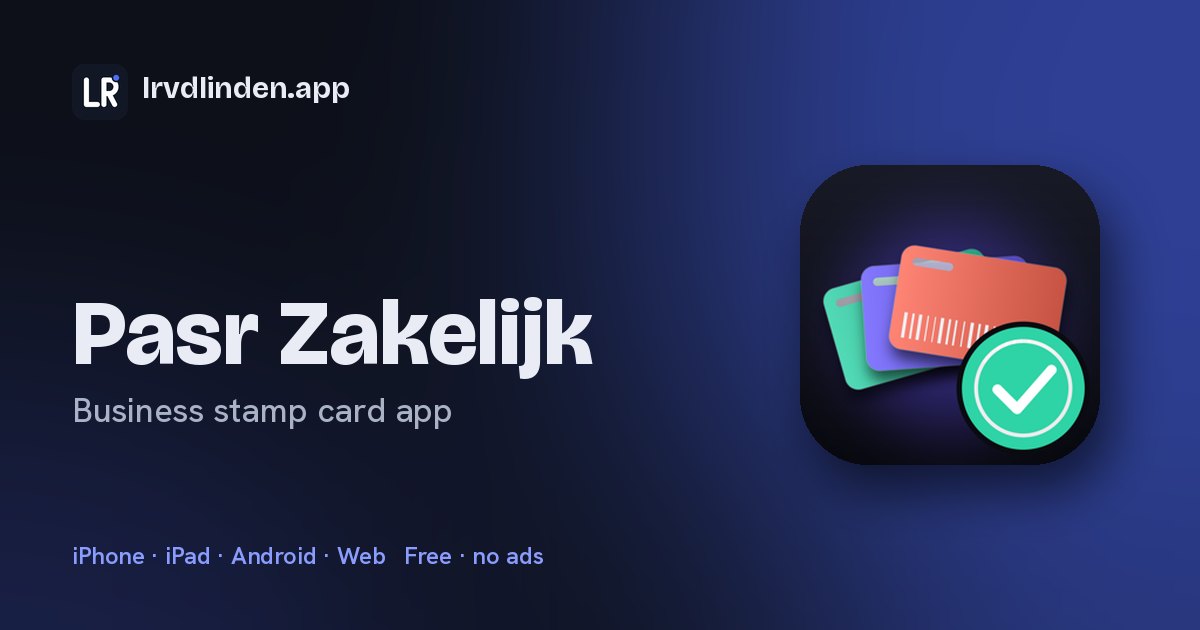 LR
lrvdlinden.app
Pasr Zakelijk
Business stamp card app
iPhone · iPad · Android · Web Free · no ads